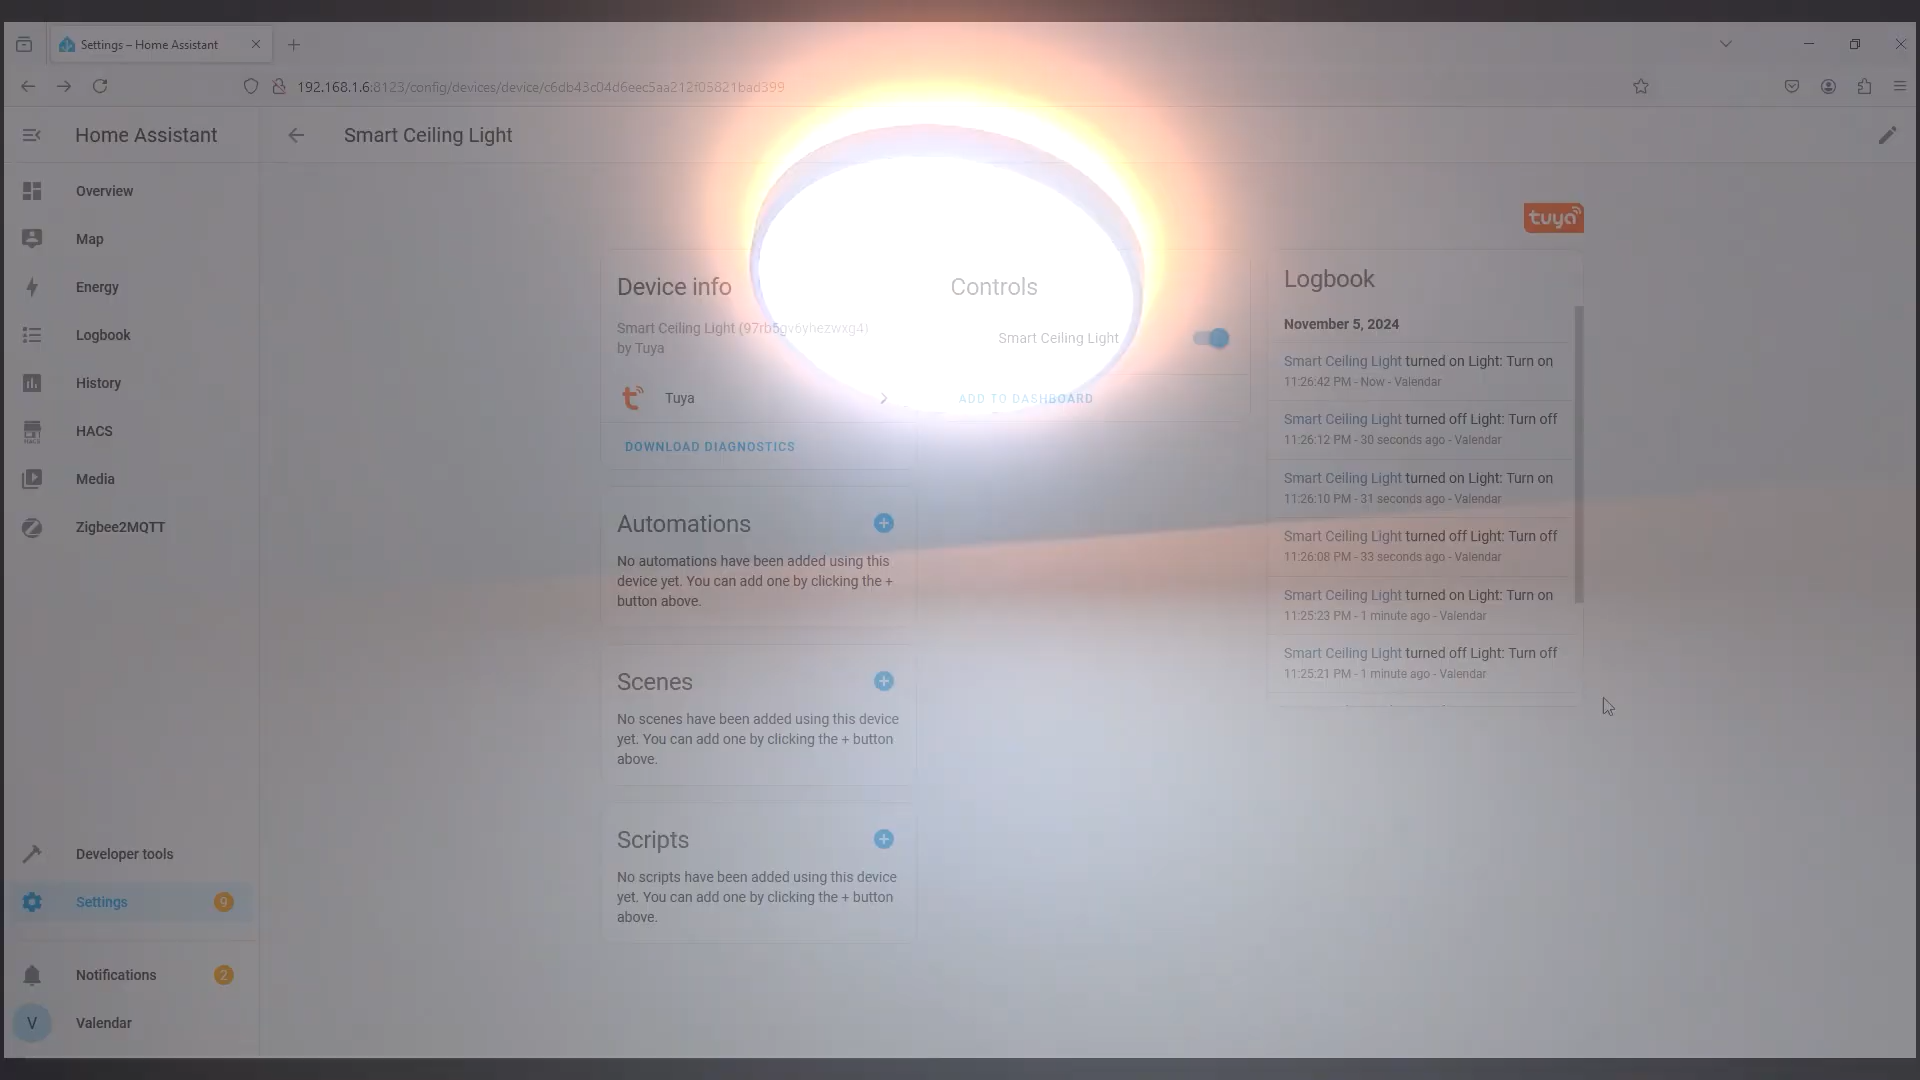 Settings – Home Assistant
192.168.1.6:8123/config/devices/device/c6db43c04d6eec5aa212f05821bad399
Home Assistant
Smart Ceiling Light
Overview
Map
Energy
Logbook
History
HACS
Media
Zigbee2MQTT
Developer tools
Settings
9
Notifications
2
V
Valendar
Device info
Smart Ceiling Light (97rb5gv6yhezwxg4)
by Tuya
Tuya
DOWNLOAD DIAGNOSTICS
Automations
No automations have been added using this
device yet. You can add one by clicking the +
button above.
Scenes
No scenes have been added using this device
yet. You can add one by clicking the + button
above.
Scripts
No scripts have been added using this device
yet. You can add one by clicking the + button
above.
Controls
Smart Ceiling Light
ADD TO DASHBOARD
tuya
Logbook
November 5, 2024
Smart Ceiling Light turned on Light: Turn on
11:26:42 PM - Now - Valendar
Smart Ceiling Light turned off Light: Turn off
11:26:12 PM - 30 seconds ago - Valendar
Smart Ceiling Light turned on Light: Turn on
11:26:10 PM - 31 seconds ago - Valendar
Smart Ceiling Light turned off Light: Turn off
11:26:08 PM - 33 seconds ago - Valendar
Smart Ceiling Light turned on Light: Turn on
11:25:23 PM - 1 minute ago - Valendar
Smart Ceiling Light turned off Light: Turn off
11:25:21 PM - 1 minute ago - Valendar